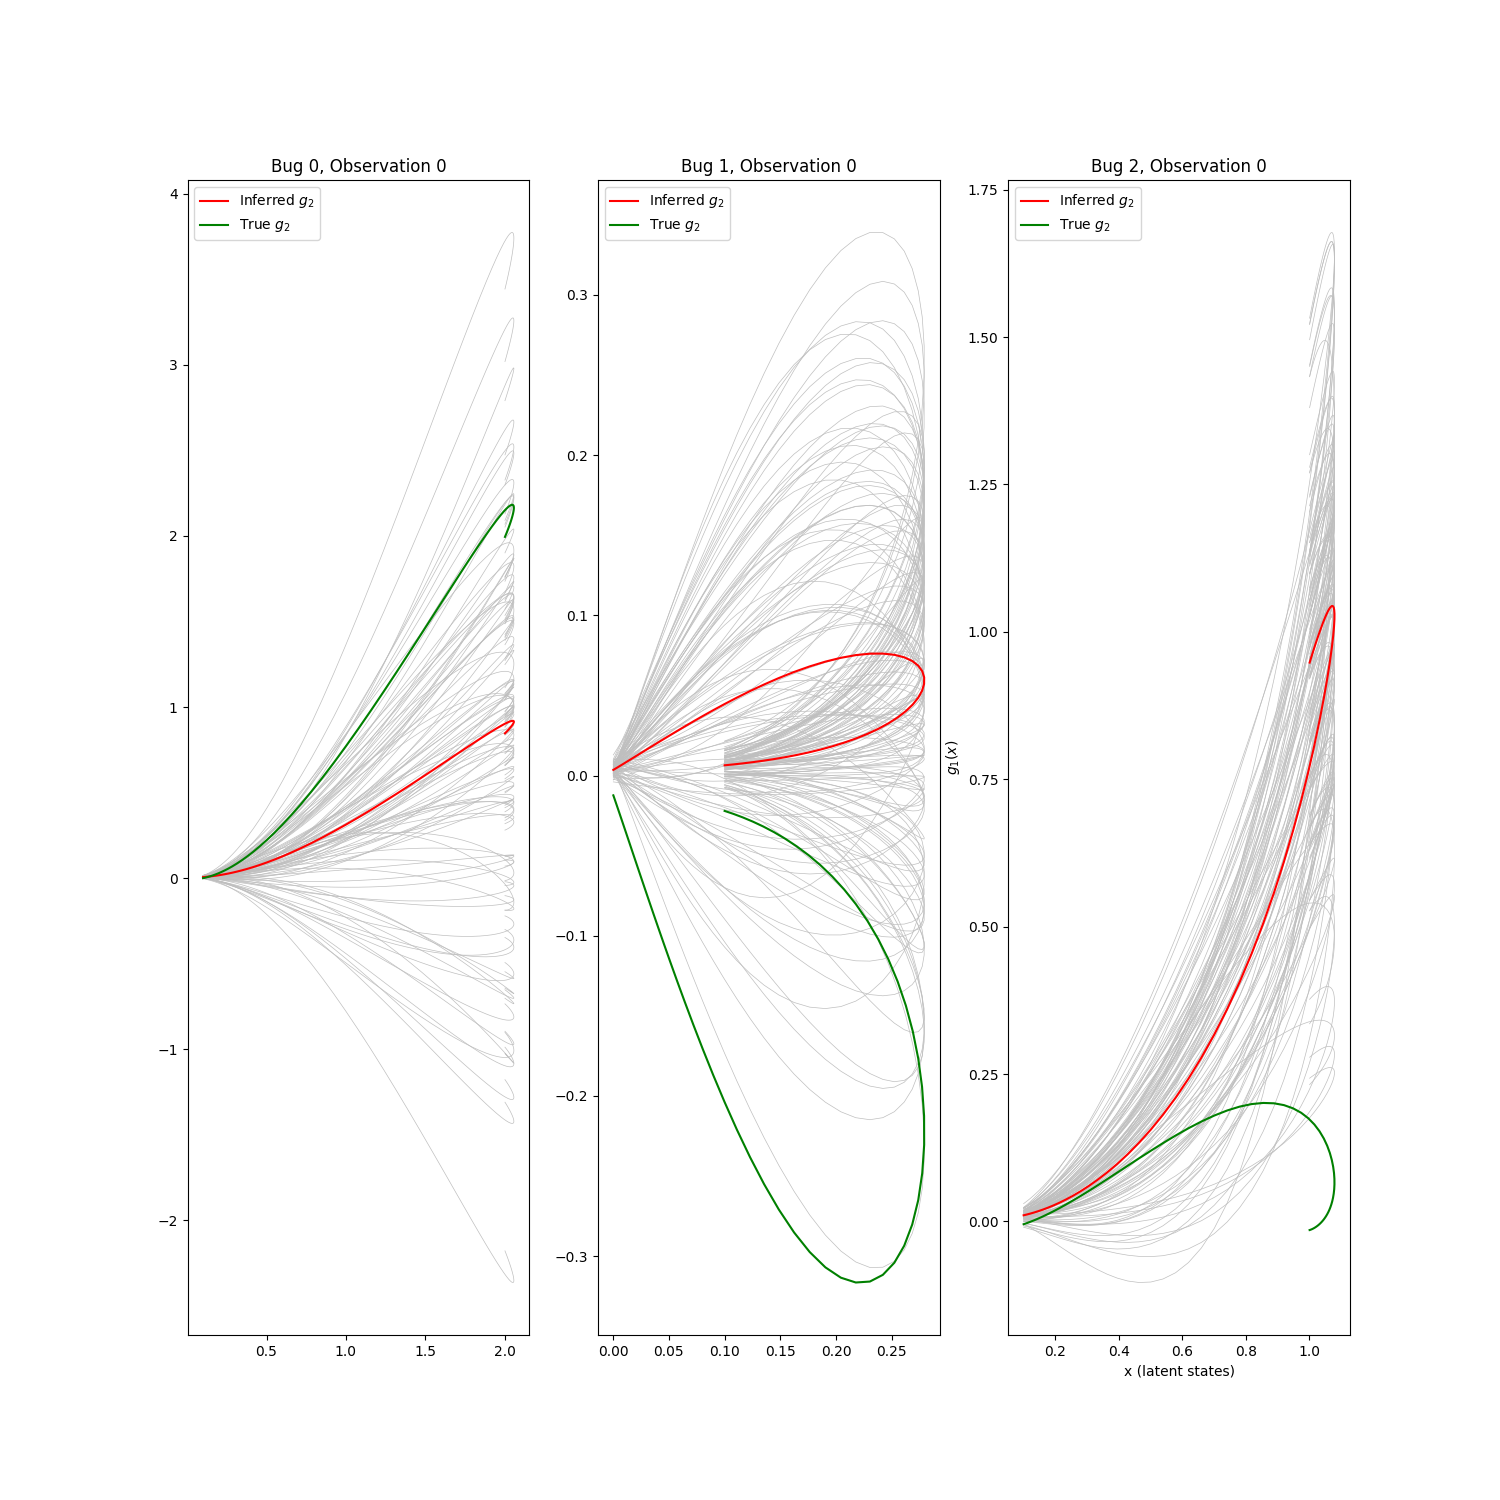 Bug 0, Observation 0
Inferred g₂
True g₂
4
3
2
1
0
−1
−2
0.5 1.0 1.5 2.0
Bug 1, Observation 0
Inferred g₂
True g₂
0.3
0.2
0.1
0.0
−0.1
−0.2
−0.3
0.00 0.05 0.10 0.15 0.20 0.25
Bug 2, Observation 0
Inferred g₂
True g₂
g₁(x)
1.75
1.50
1.25
1.00
0.75
0.50
0.25
0.00
0.2 0.4 0.6 0.8 1.0
x (latent states)